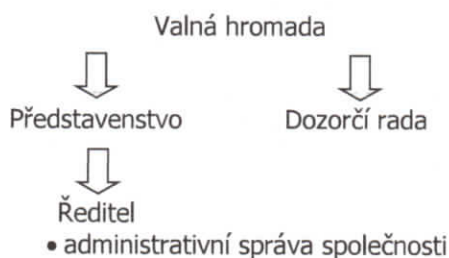 Valná hromada
Představenstvo Dozorčí rada
Ředitel
• administrativní správa společnosti